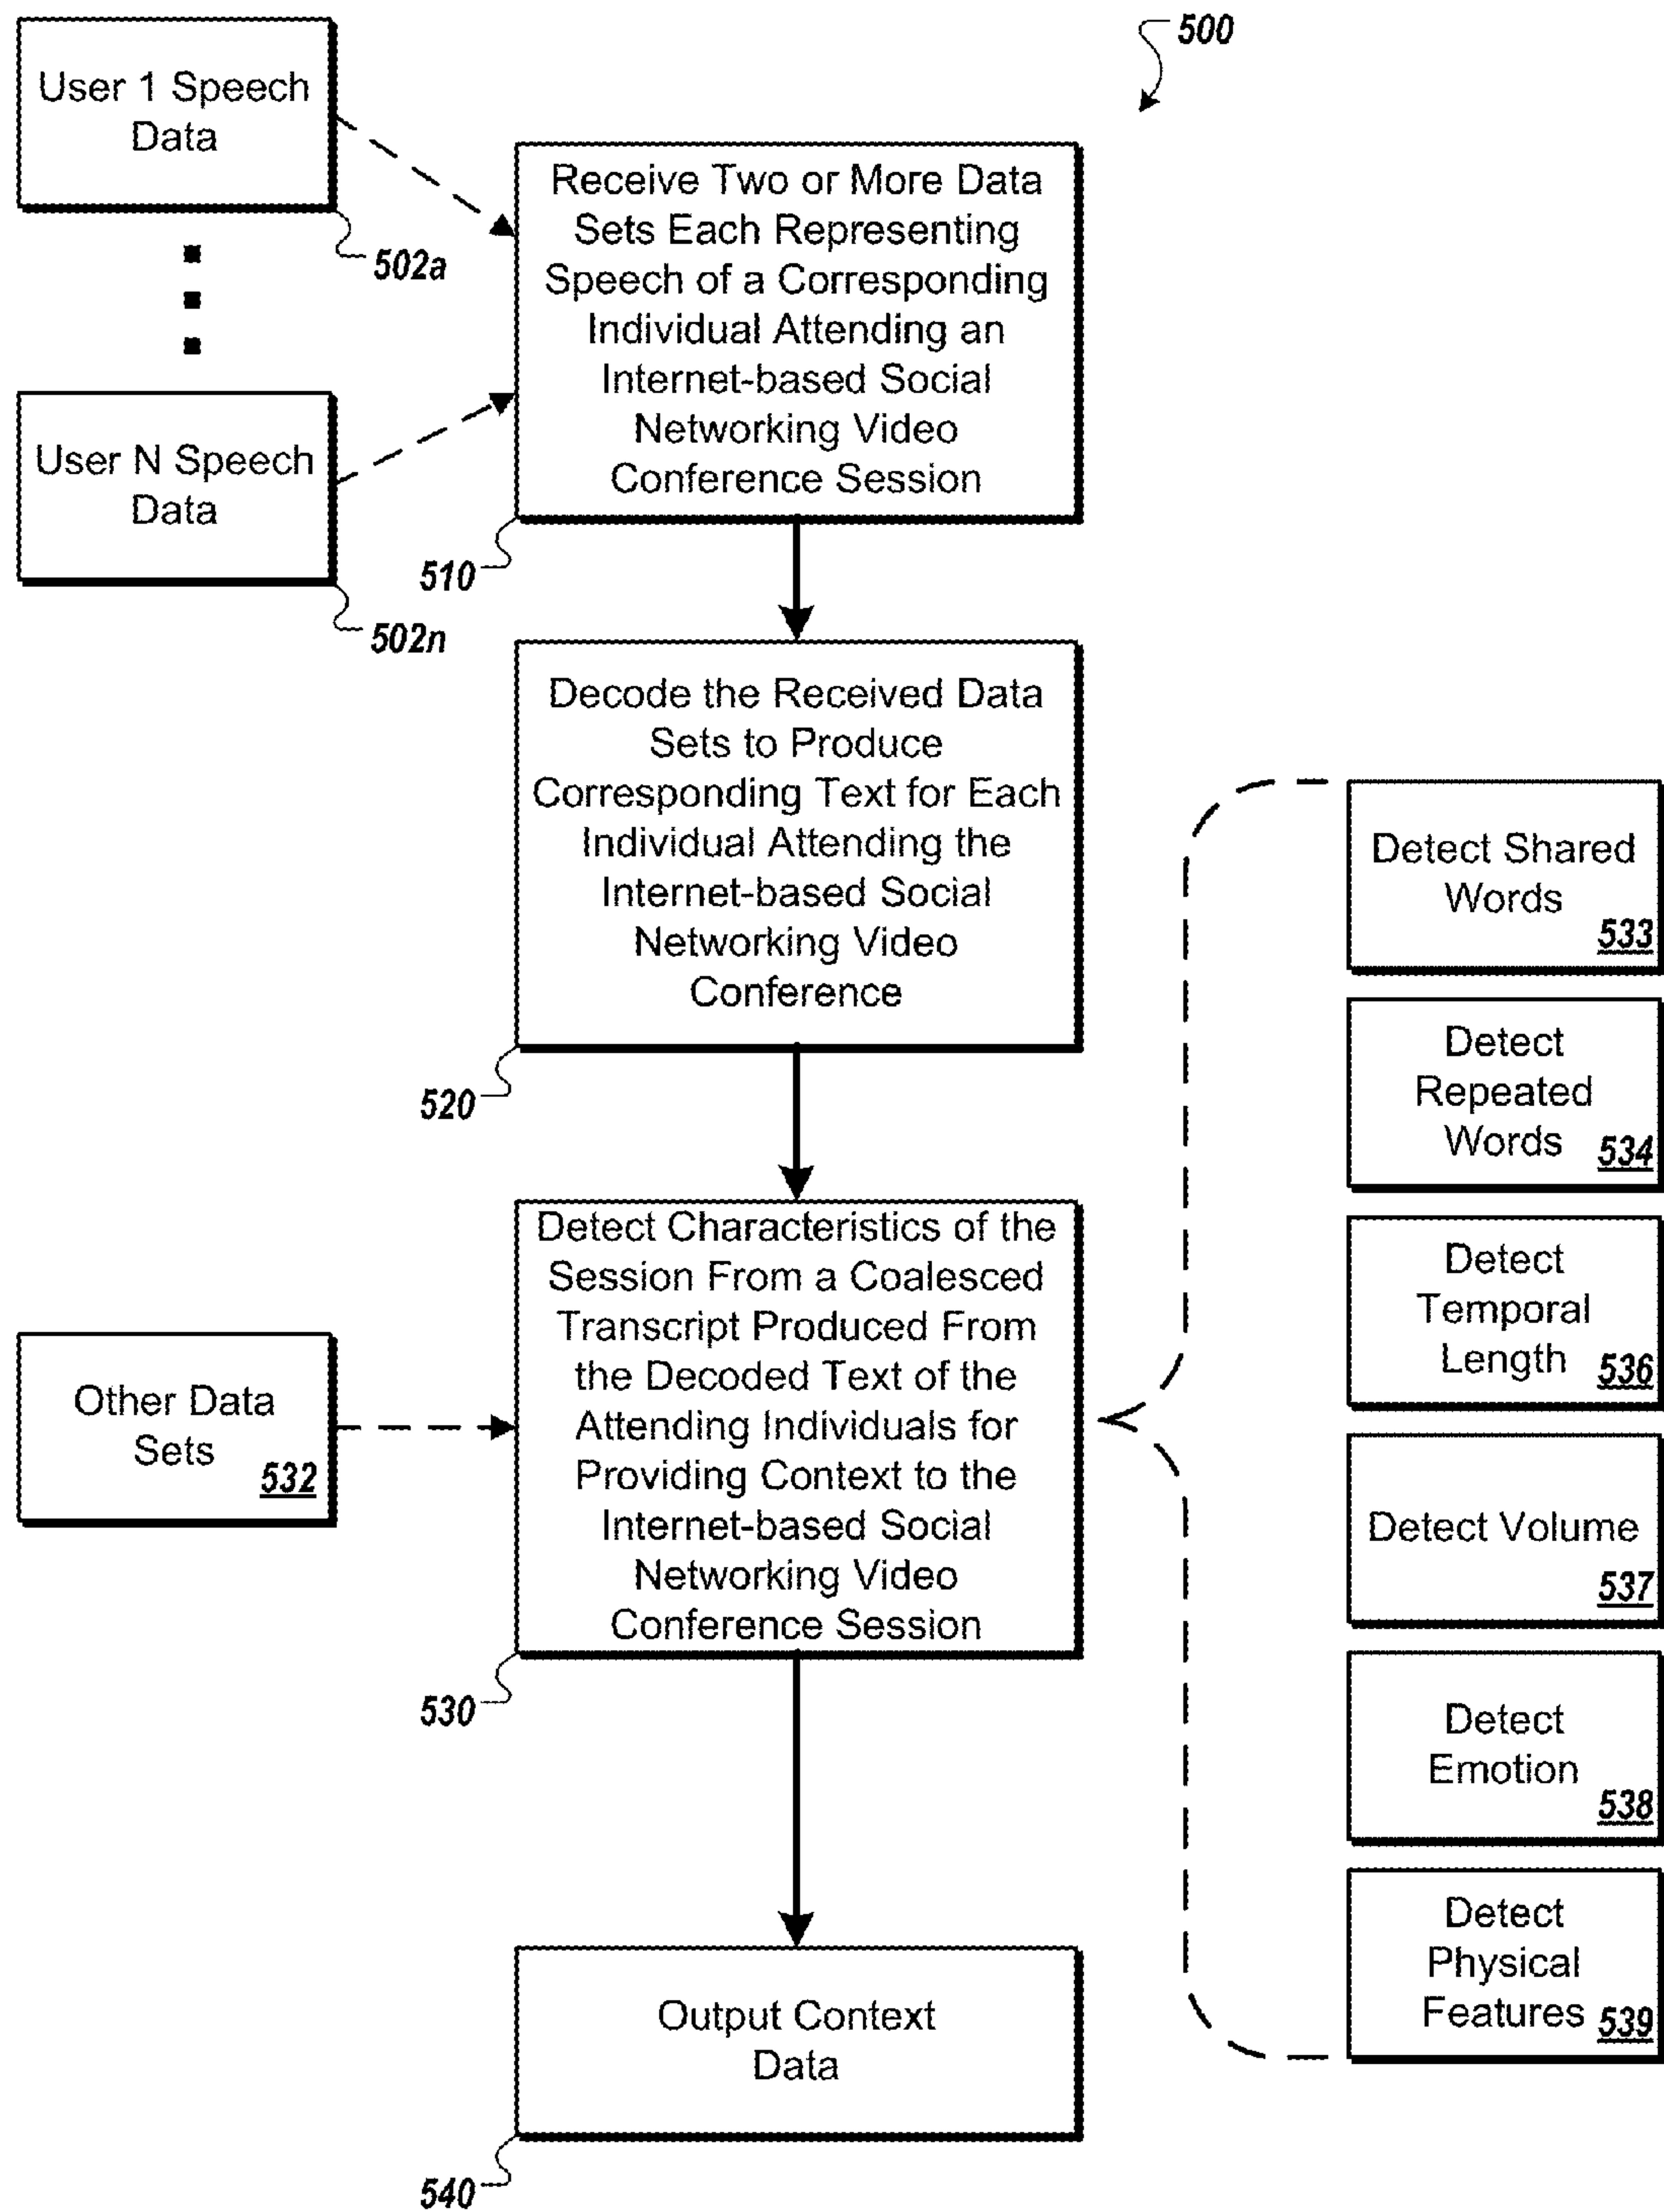 500
User 1 Speech
Data
502a
User N Speech
Data
502n
Receive Two or More Data
Sets Each Representing
Speech of a Corresponding
Individual Attending an
Internet-based Social
Networking Video
Conference Session
510
Decode the Received Data
Sets to Produce
Corresponding Text for Each
Individual Attending the
Internet-based Social
Networking Video
Conference
520
Other Data
Sets
532
Detect Characteristics of the
Session From a Coalesced
Transcript Produced From
the Decoded Text of the
Attending Individuals for
Providing Context to the
Internet-based Social
Networking Video
Conference Session
530
Detect Shared
Words
533
Detect
Repeated
Words
534
Detect
Temporal
Length
536
Detect Volume
537
Detect
Emotion
538
Detect
Physical
Features
539
Output Context
Data
540